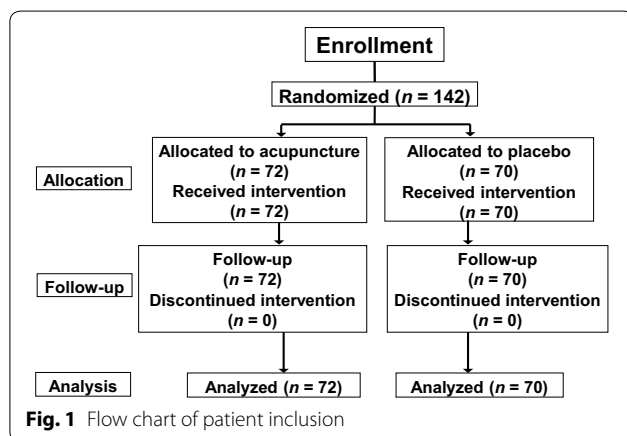 Enrollment
Randomized (n = 142)
Allocation
Allocated to acupuncture
(n = 72)
Received intervention
(n = 72)
Allocated to placebo
(n = 70)
Received intervention
(n = 70)
Follow-up
Follow-up
(n = 72)
Discontinued intervention
(n = 0)
Follow-up
(n = 70)
Discontinued intervention
(n = 0)
Analysis
Analyzed (n = 72)
Analyzed (n = 70)
Fig. 1 Flow chart of patient inclusion